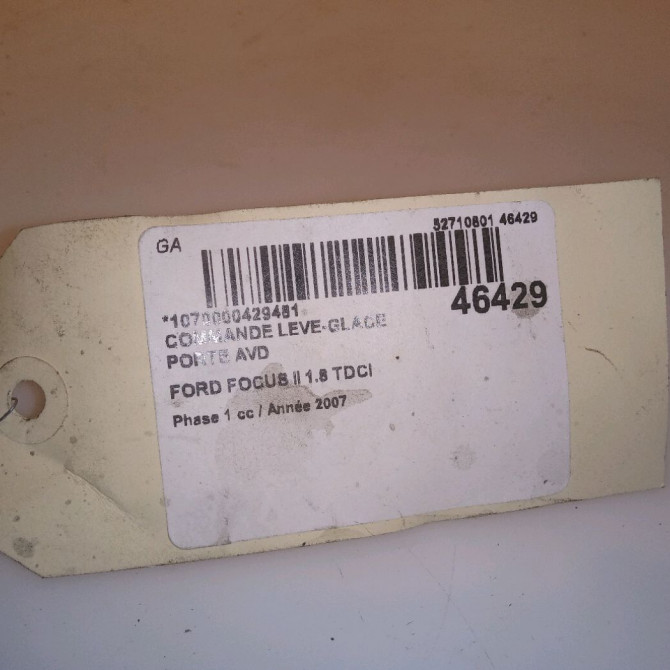 GA
52710801 46429
46429
*1070000429481
COMMANDE LEVE-GLACE
PORTE AVD
FORD FOCUS II 1.8 TDCI
Phase 1 cc / Année 2007